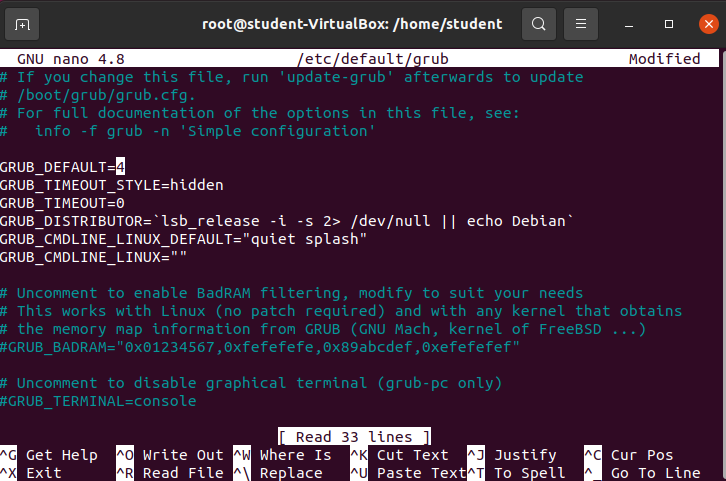 root@student-VirtualBox: /home/student
GNU nano 4.8 /etc/default/grub Modified
# If you change this file, run 'update-grub' afterwards to update
# /boot/grub/grub.cfg.
# For full documentation of the options in this file, see:
#   info -f grub -n 'Simple configuration'
GRUB_DEFAULT=4
GRUB_TIMEOUT_STYLE=hidden
GRUB_TIMEOUT=0
GRUB_DISTRIBUTOR=`lsb_release -i -s 2> /dev/null || echo Debian`
GRUB_CMDLINE_LINUX_DEFAULT="quiet splash"
GRUB_CMDLINE_LINUX=""
# Uncomment to enable BadRAM filtering, modify to suit your needs
# This works with Linux (no patch required) and with any kernel that obtains
# the memory map information from GRUB (GNU Mach, kernel of FreeBSD ...)
#GRUB_BADRAM="0x01234567,0xfefefefe,0x89abcdef,0xefefefef"
# Uncomment to disable graphical terminal (grub-pc only)
#GRUB_TERMINAL=console
[ Read 33 lines ]
^G Get Help ^O Write Out ^W Where Is ^K Cut Text ^J Justify ^C Cur Pos
^X Exit ^R Read File ^\ Replace ^U Paste Text ^T To Spell ^_ Go To Line